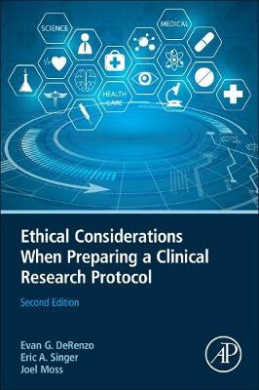 SCIENCE
MEDICAL
HEALTH
CARE
Ethical Considerations
When Preparing a Clinical
Research Protocol
Second Edition
Evan G. DeRenzo
Eric A. Singer
Joel Moss
AP